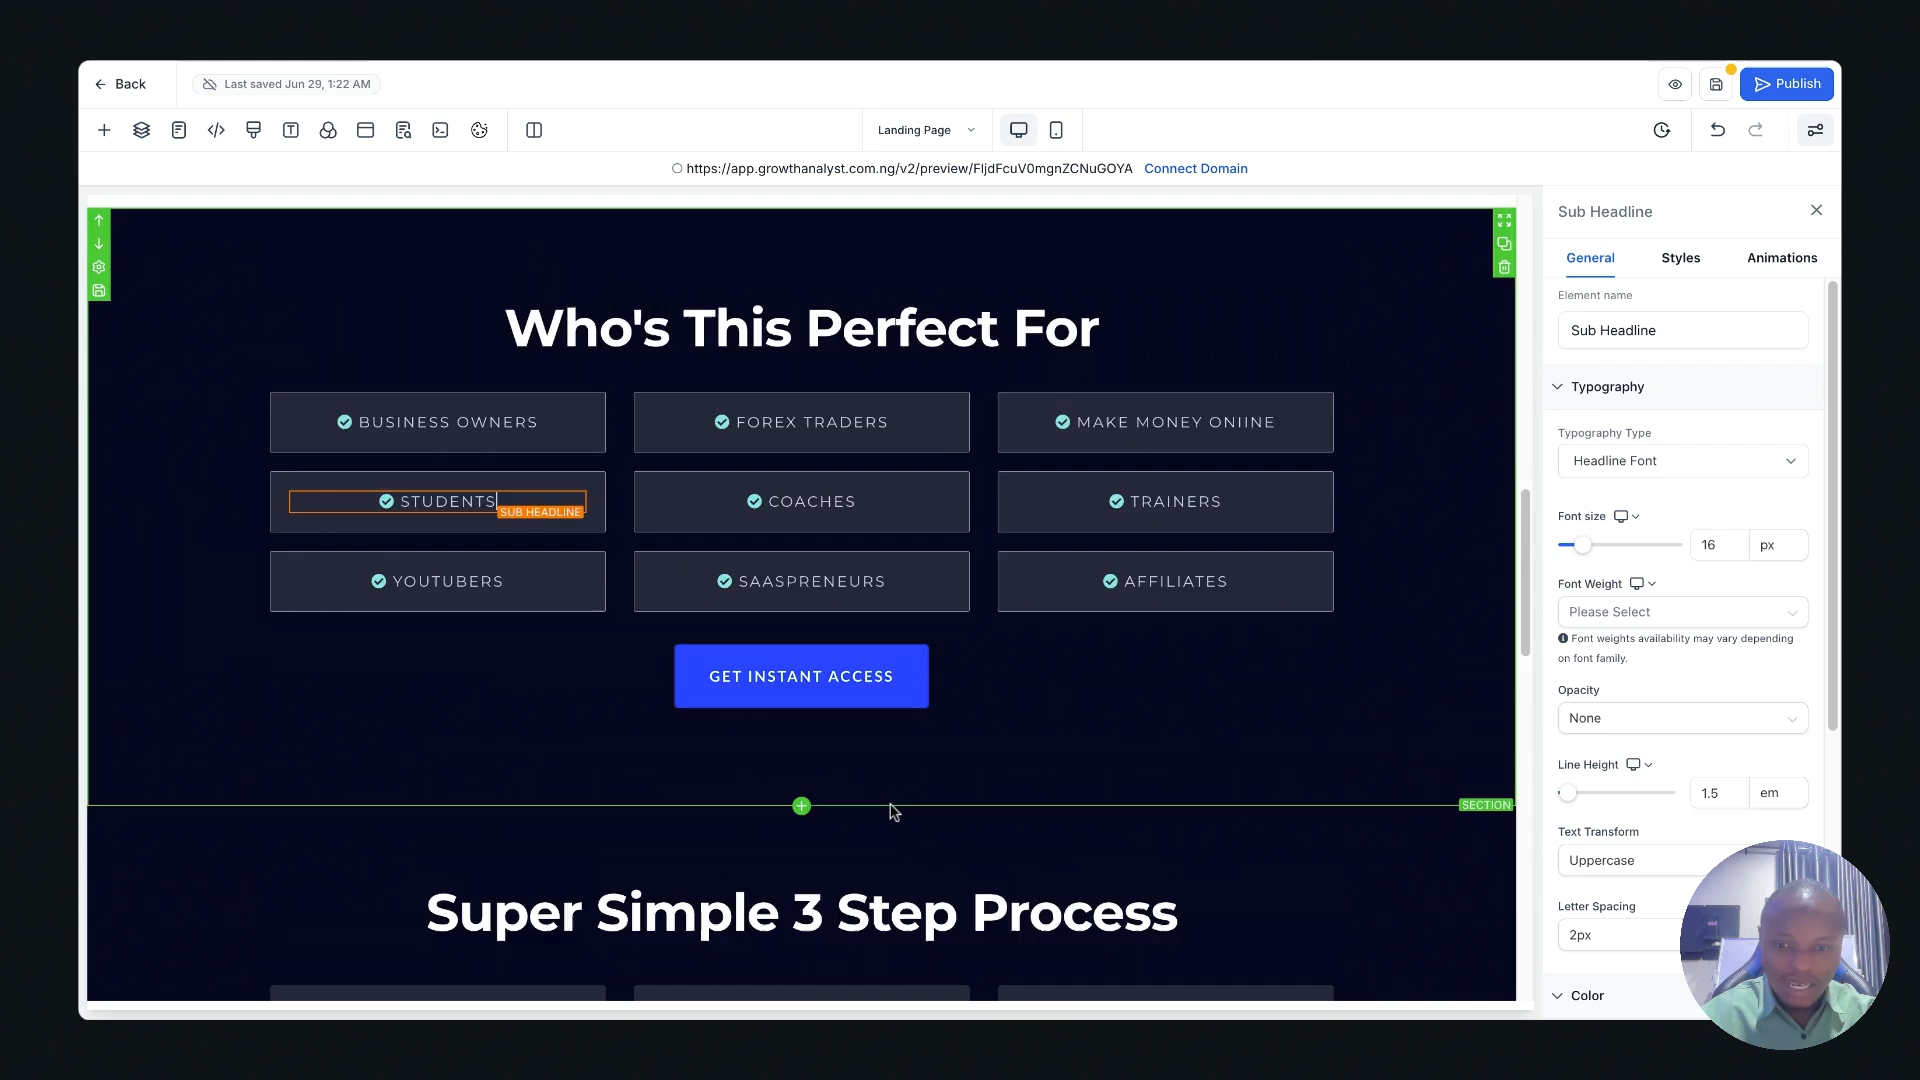 Back
Last saved Jun 29, 1:22 AM
Publish
Landing Page
https://app.growthanalyst.com.ng/v2/preview/FljdFcuV0mgnZCNuGOYA Connect Domain
Sub Headline
General Styles Animations
Element name
Sub Headline
Typography
Typography Type
Headline Font
Font size
16 px
Font Weight
Please Select
Font weights availability may vary depending
on font family.
Opacity
None
Line Height
1.5 em
Text Transform
Uppercase
Letter Spacing
2px
Color
Who's This Perfect For
BUSINESS OWNERS FOREX TRADERS MAKE MONEY ONIINE
STUDENTS COACHES TRAINERS
SUB HEADLINE
YOUTUBERS SAASPRENEURS AFFILIATES
GET INSTANT ACCESS
SECTION
Super Simple 3 Step Process